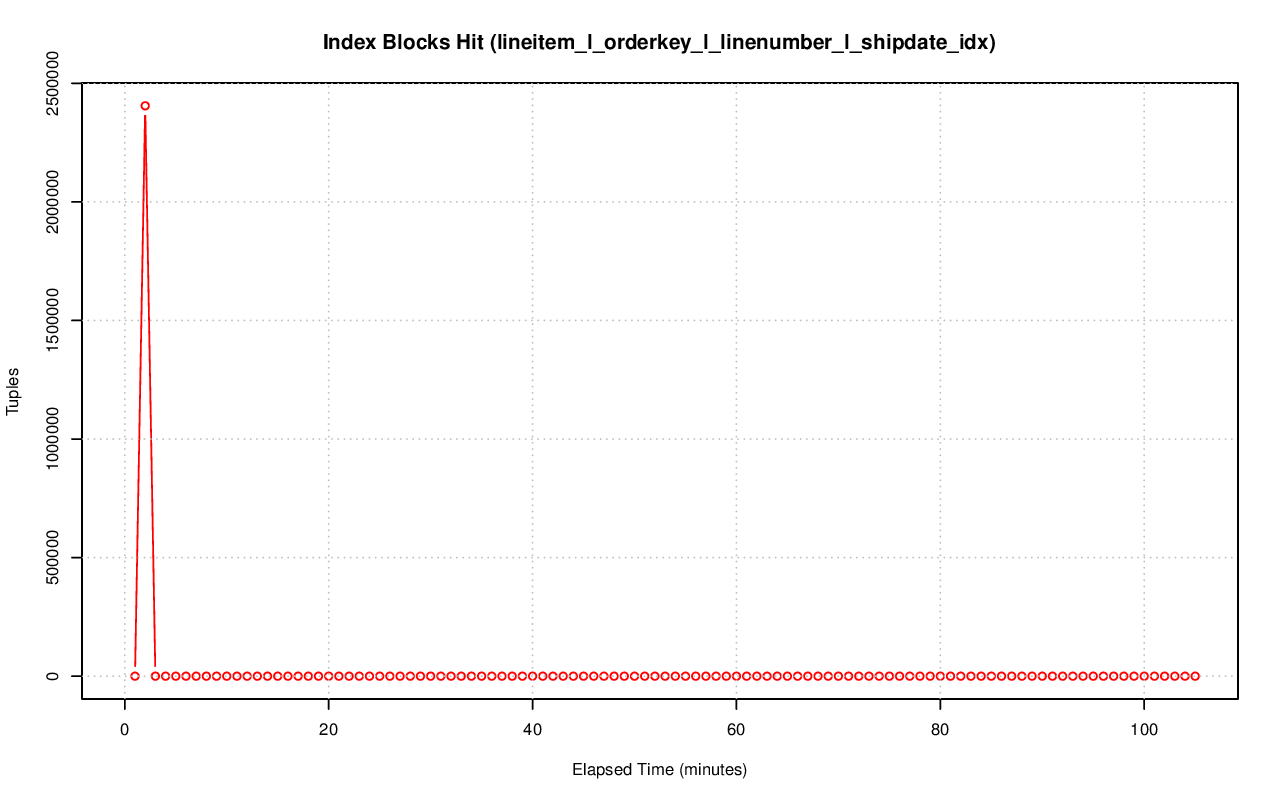 Index Blocks Hit (lineitem_l_orderkey_l_linenumber_l_shipdate_idx)
2500000
2000000
1500000
1000000
500000
0
Tuples
0 20 40 60 80 100
Elapsed Time (minutes)